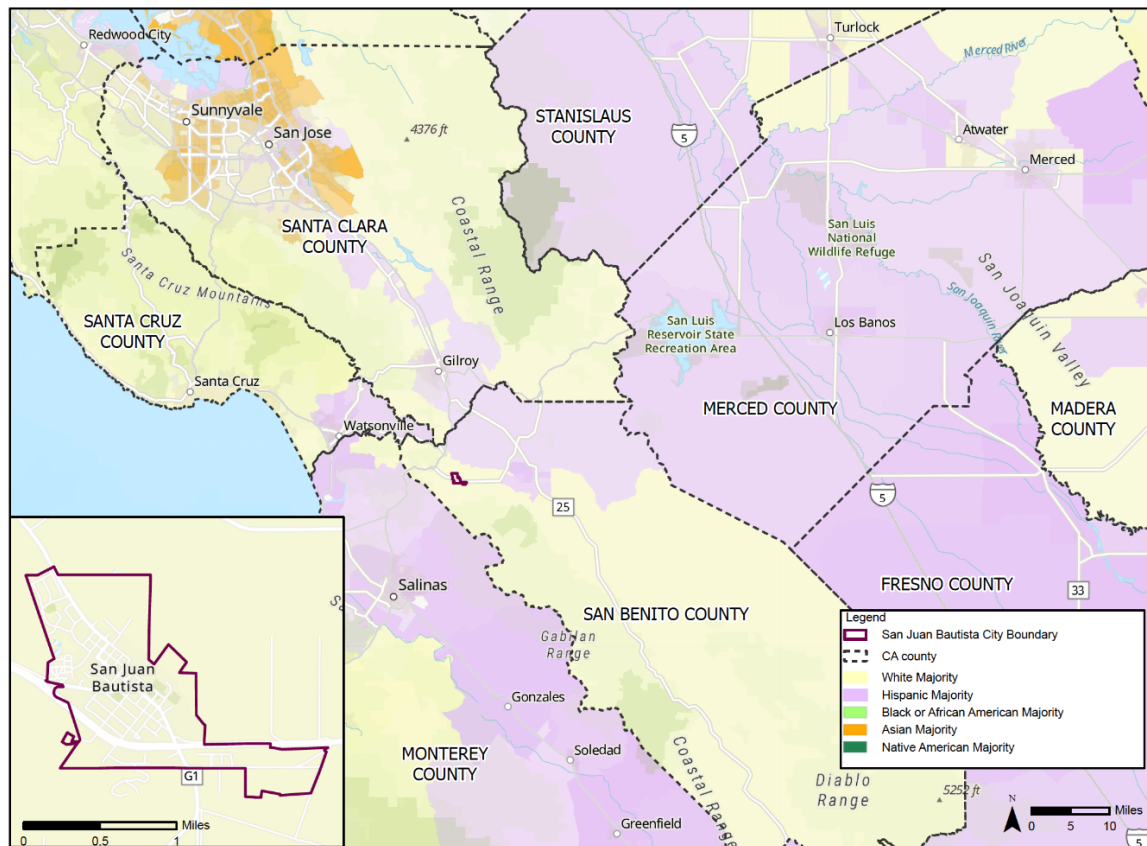 Redwood City
Turlock
Merced River
Sunnyvale
San Jose
4376 ft
STANISLAUS
COUNTY
5
Atwater
Merced
SANTA CLARA
COUNTY
Coastal Range
San Luis
National
Wildlife Refuge
Santa Cruz Mountains
San Joaquin River
San Joaquin Valley
SANTA CRUZ
COUNTY
San Luis
Reservoir State
Recreation Area
Los Banos
Gilroy
Santa Cruz
MERCED COUNTY
MADERA
COUNTY
Watsonville
25
5
Salinas
SAN BENITO COUNTY
FRESNO COUNTY
33
Gabilan
Range
Gonzales
MONTEREY
COUNTY
Soledad
Coastal Range
Diablo
Range
5252 ft
Greenfield
5
San Juan
Bautista
G1
0 0.5 1 Miles
Legend
San Juan Bautista City Boundary
CA county
White Majority
Hispanic Majority
Black or African American Majority
Asian Majority
Native American Majority
N
0 5 10 Miles